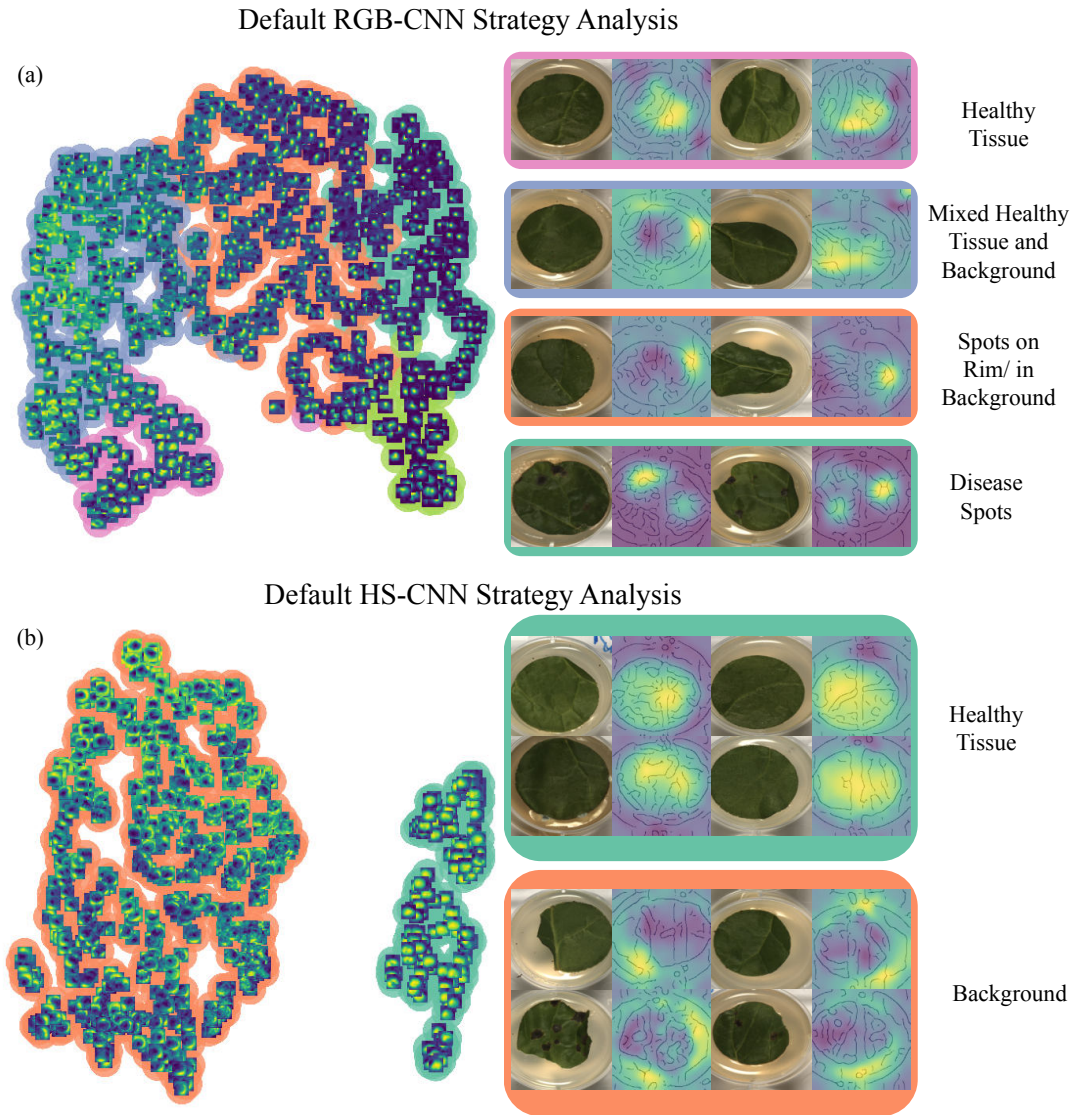 Default RGB-CNN Strategy Analysis
(a)
Healthy
Tissue
Mixed Healthy
Tissue and
Background
Spots on
Rim/ in
Background
Disease
Spots
Default HS-CNN Strategy Analysis
(b)
Healthy
Tissue
Background